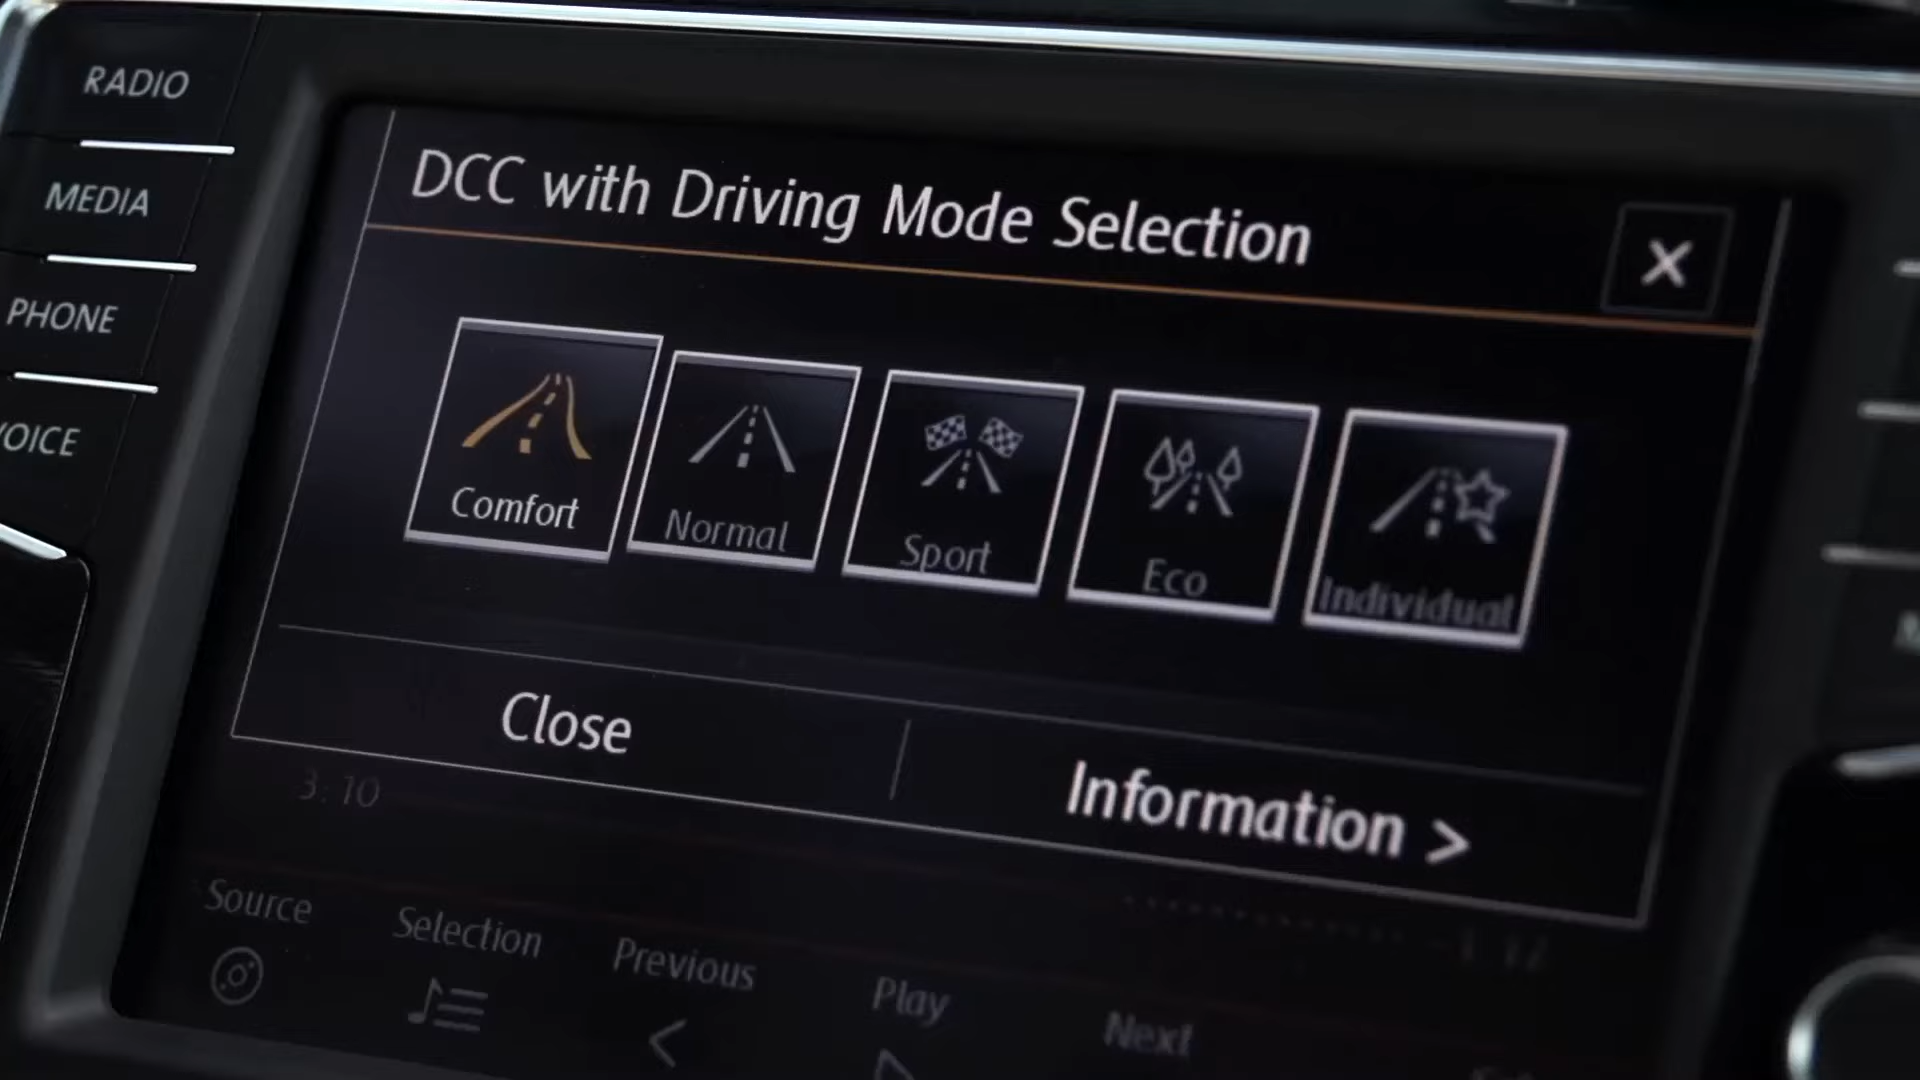 RADIO
MEDIA
PHONE
VOICE
DCC with Driving Mode Selection
Comfort
Normal
Sport
Eco
Individual
Close
Information >
3:10
Source
Selection
Previous
Play
Next